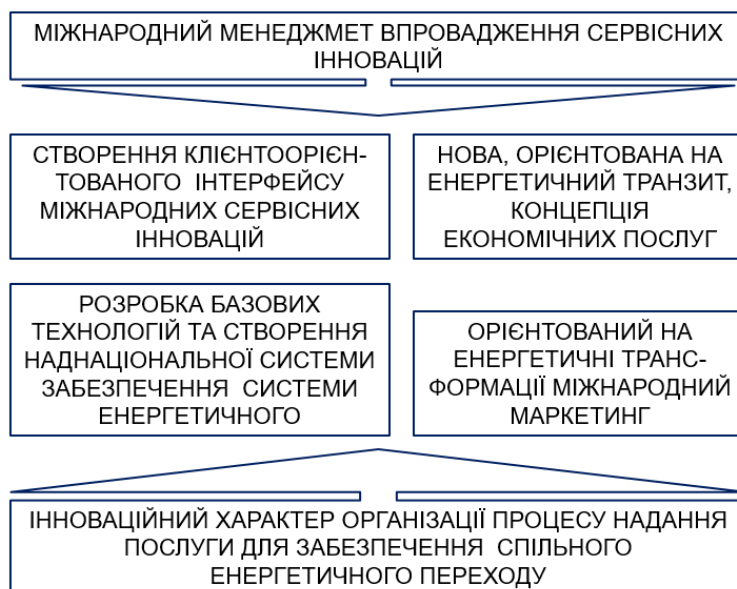 МІЖНАРОДНИЙ МЕНЕДЖМЕТ ВПРОВАДЖЕННЯ СЕРВІСНИХ
ІННОВАЦІЙ
СТВОРЕННЯ КЛІЄНТООРІЄН-
ТОВАНОГО ІНТЕРФЕЙСУ
МІЖНАРОДНИХ СЕРВІСНИХ
ІННОВАЦІЙ
НОВА, ОРІЄНТОВАНА НА
ЕНЕРГЕТИЧНИЙ ТРАНЗИТ,
КОНЦЕПЦІЯ
ЕКОНОМІЧНИХ ПОСЛУГ
РОЗРОБКА БАЗОВИХ
ТЕХНОЛОГІЙ ТА СТВОРЕННЯ
НАДНАЦІОНАЛЬНОЇ СИСТЕМИ
ЗАБЕЗПЕЧЕННЯ СИСТЕМИ
ЕНЕРГЕТИЧНОГО
ОРІЄНТОВАНИЙ НА
ЕНЕРГЕТИЧНІ ТРАНС-
ФОРМАЦІЇ МІЖНАРОДНИЙ
МАРКЕТИНГ
ІННОВАЦІЙНИЙ ХАРАКТЕР ОРГАНІЗАЦІЇ ПРОЦЕСУ НАДАННЯ
ПОСЛУГИ ДЛЯ ЗАБЕЗПЕЧЕННЯ СПІЛЬНОГО
ЕНЕРГЕТИЧНОГО ПЕРЕХОДУ